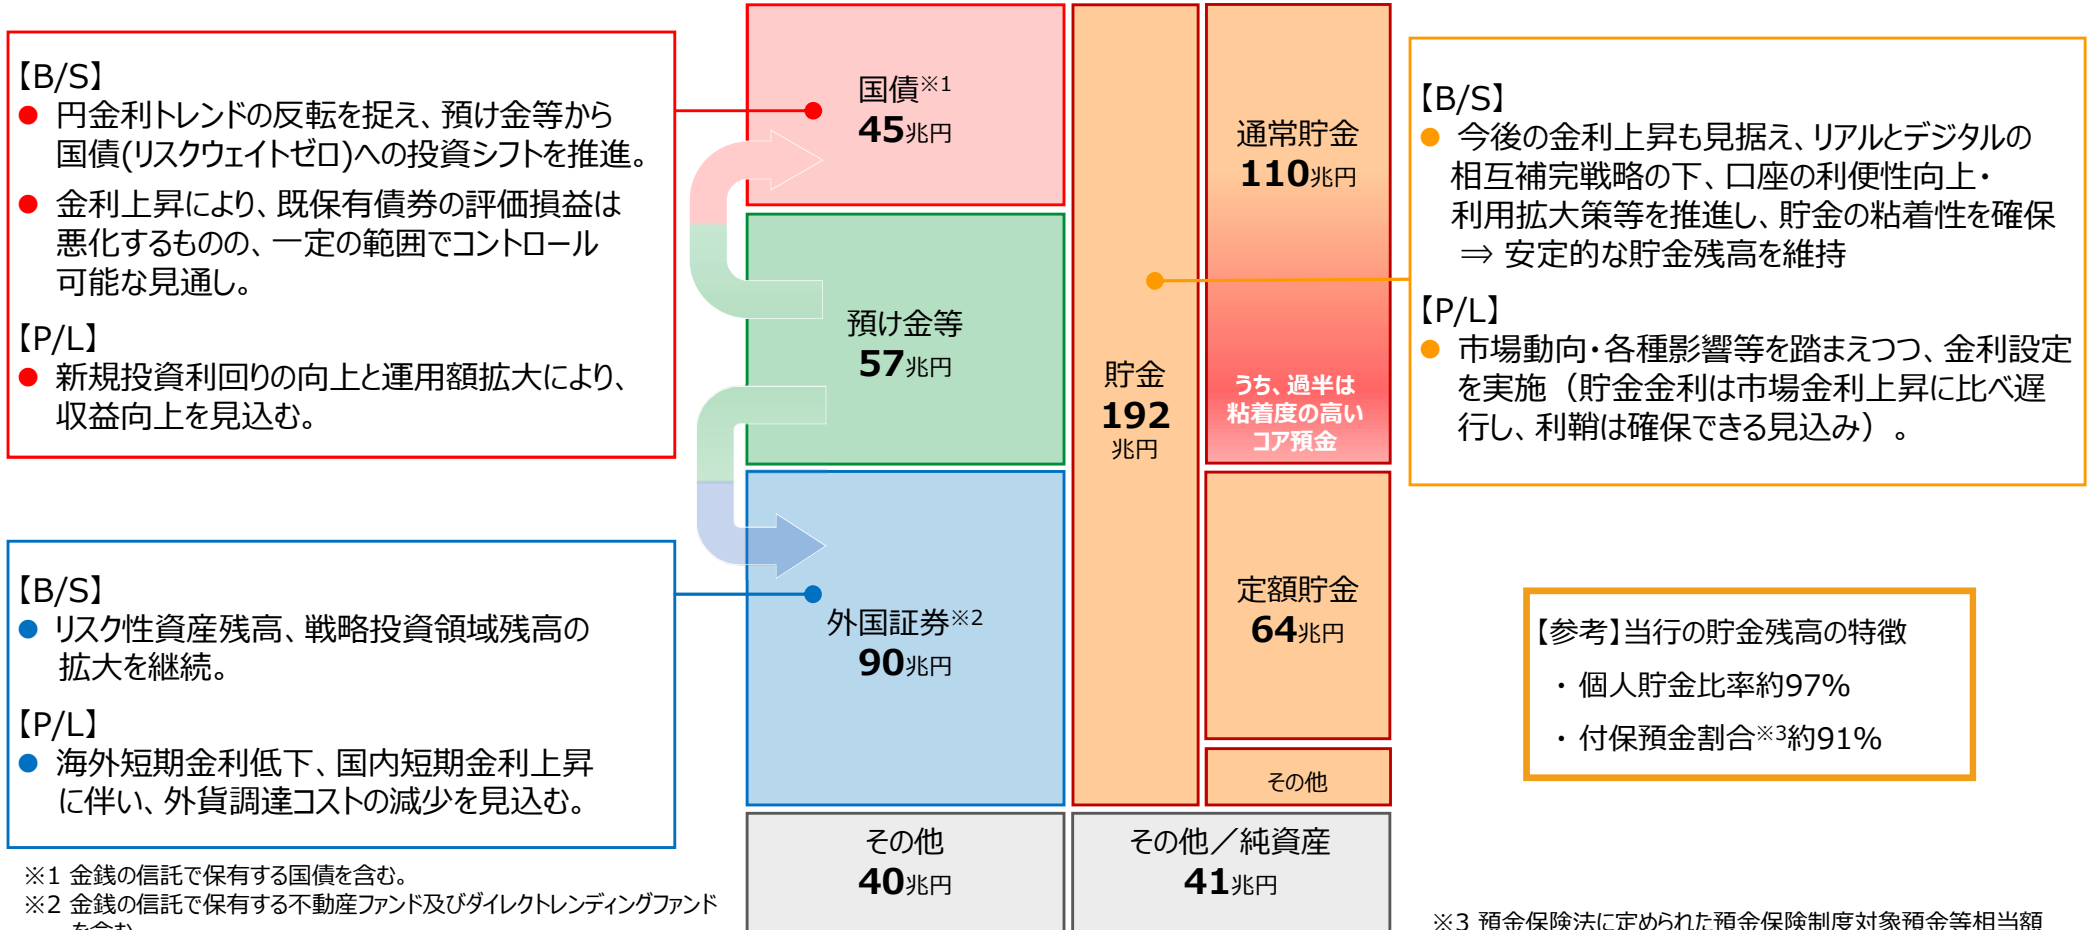 【B/S】
● 円金利トレンドの反転を捉え、預け金等から
国債(リスクウェイトゼロ)への投資シフトを推進。
● 金利上昇により、既保有債券の評価損益は
悪化するものの、一定の範囲でコントロール
可能な見通し。
【P/L】
● 新規投資利回りの向上と運用額拡大により、
収益向上を見込む。
【B/S】
● リスク性資産残高、戦略投資領域残高の
拡大を継続。
【P/L】
● 海外短期金利低下、国内短期金利上昇
に伴い、外貨調達コストの減少を見込む。
※1 金銭の信託で保有する国債を含む。
※2 金銭の信託で保有する不動産ファンド及びダイレクトレンディングファンド
を含む
国債※1
45兆円
預け金等
57兆円
外国証券※2
90兆円
その他
40兆円
貯金
192
兆円
通常貯金
110兆円
うち、過半は
粘着度の高い
コア預金
定額貯金
64兆円
その他
その他／純資産
41兆円
【B/S】
● 今後の金利上昇も見据え、リアルとデジタルの
相互補完戦略の下、口座の利便性向上・
利用拡大策等を推進し、貯金の粘着性を確保
⇒ 安定的な貯金残高を維持
【P/L】
● 市場動向・各種影響等を踏まえつつ、金利設定
を実施（貯金金利は市場金利上昇に比べ遅
行し、利鞘は確保できる見込み）。
【参考】当行の貯金残高の特徴
・ 個人貯金比率約97%
・ 付保預金割合※3約91%
※3 預金保険法に定められた預金保険制度対象預金等相当額